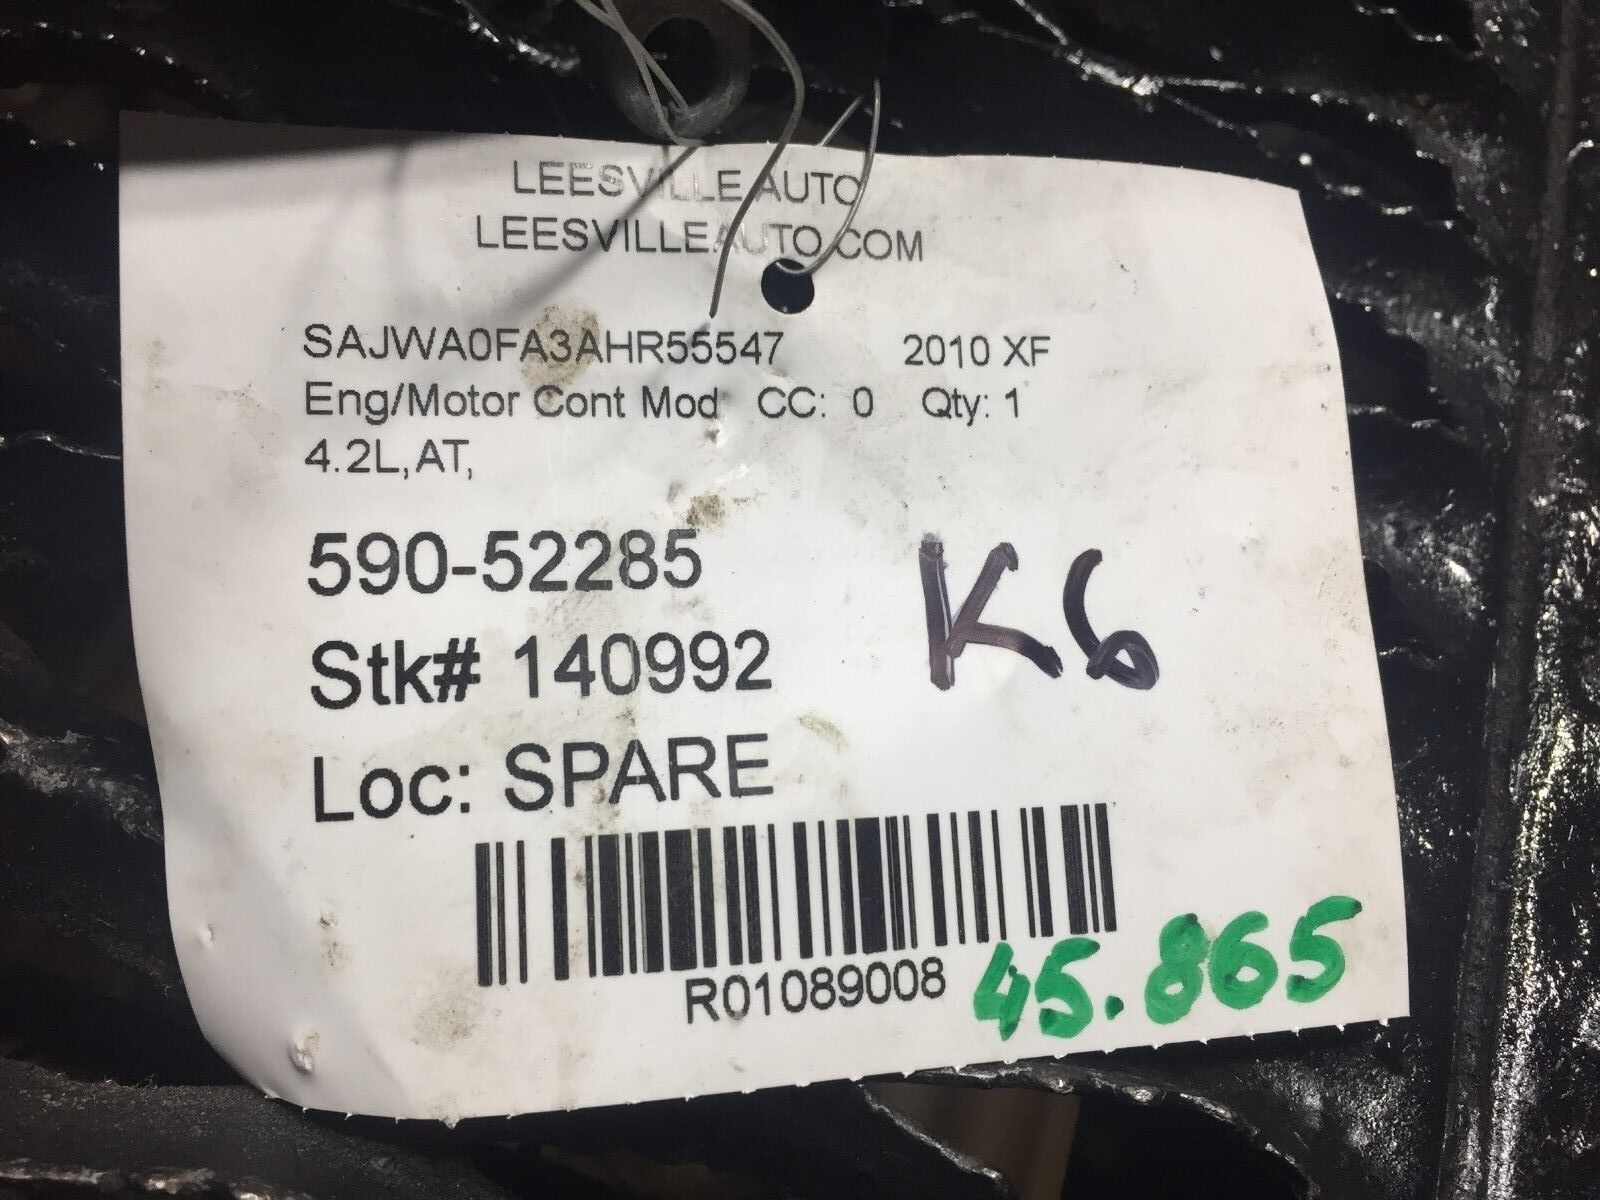 LEESVILLE AUTO
LEESVILLEAUTO.COM
SAJWA0FA3AHR55547 2010 XF
Eng/Motor Cont Mod CC: 0 Qty: 1
4.2L,AT,
590-52285
K6
Stk# 140992
Loc: SPARE
R01089008
45.865